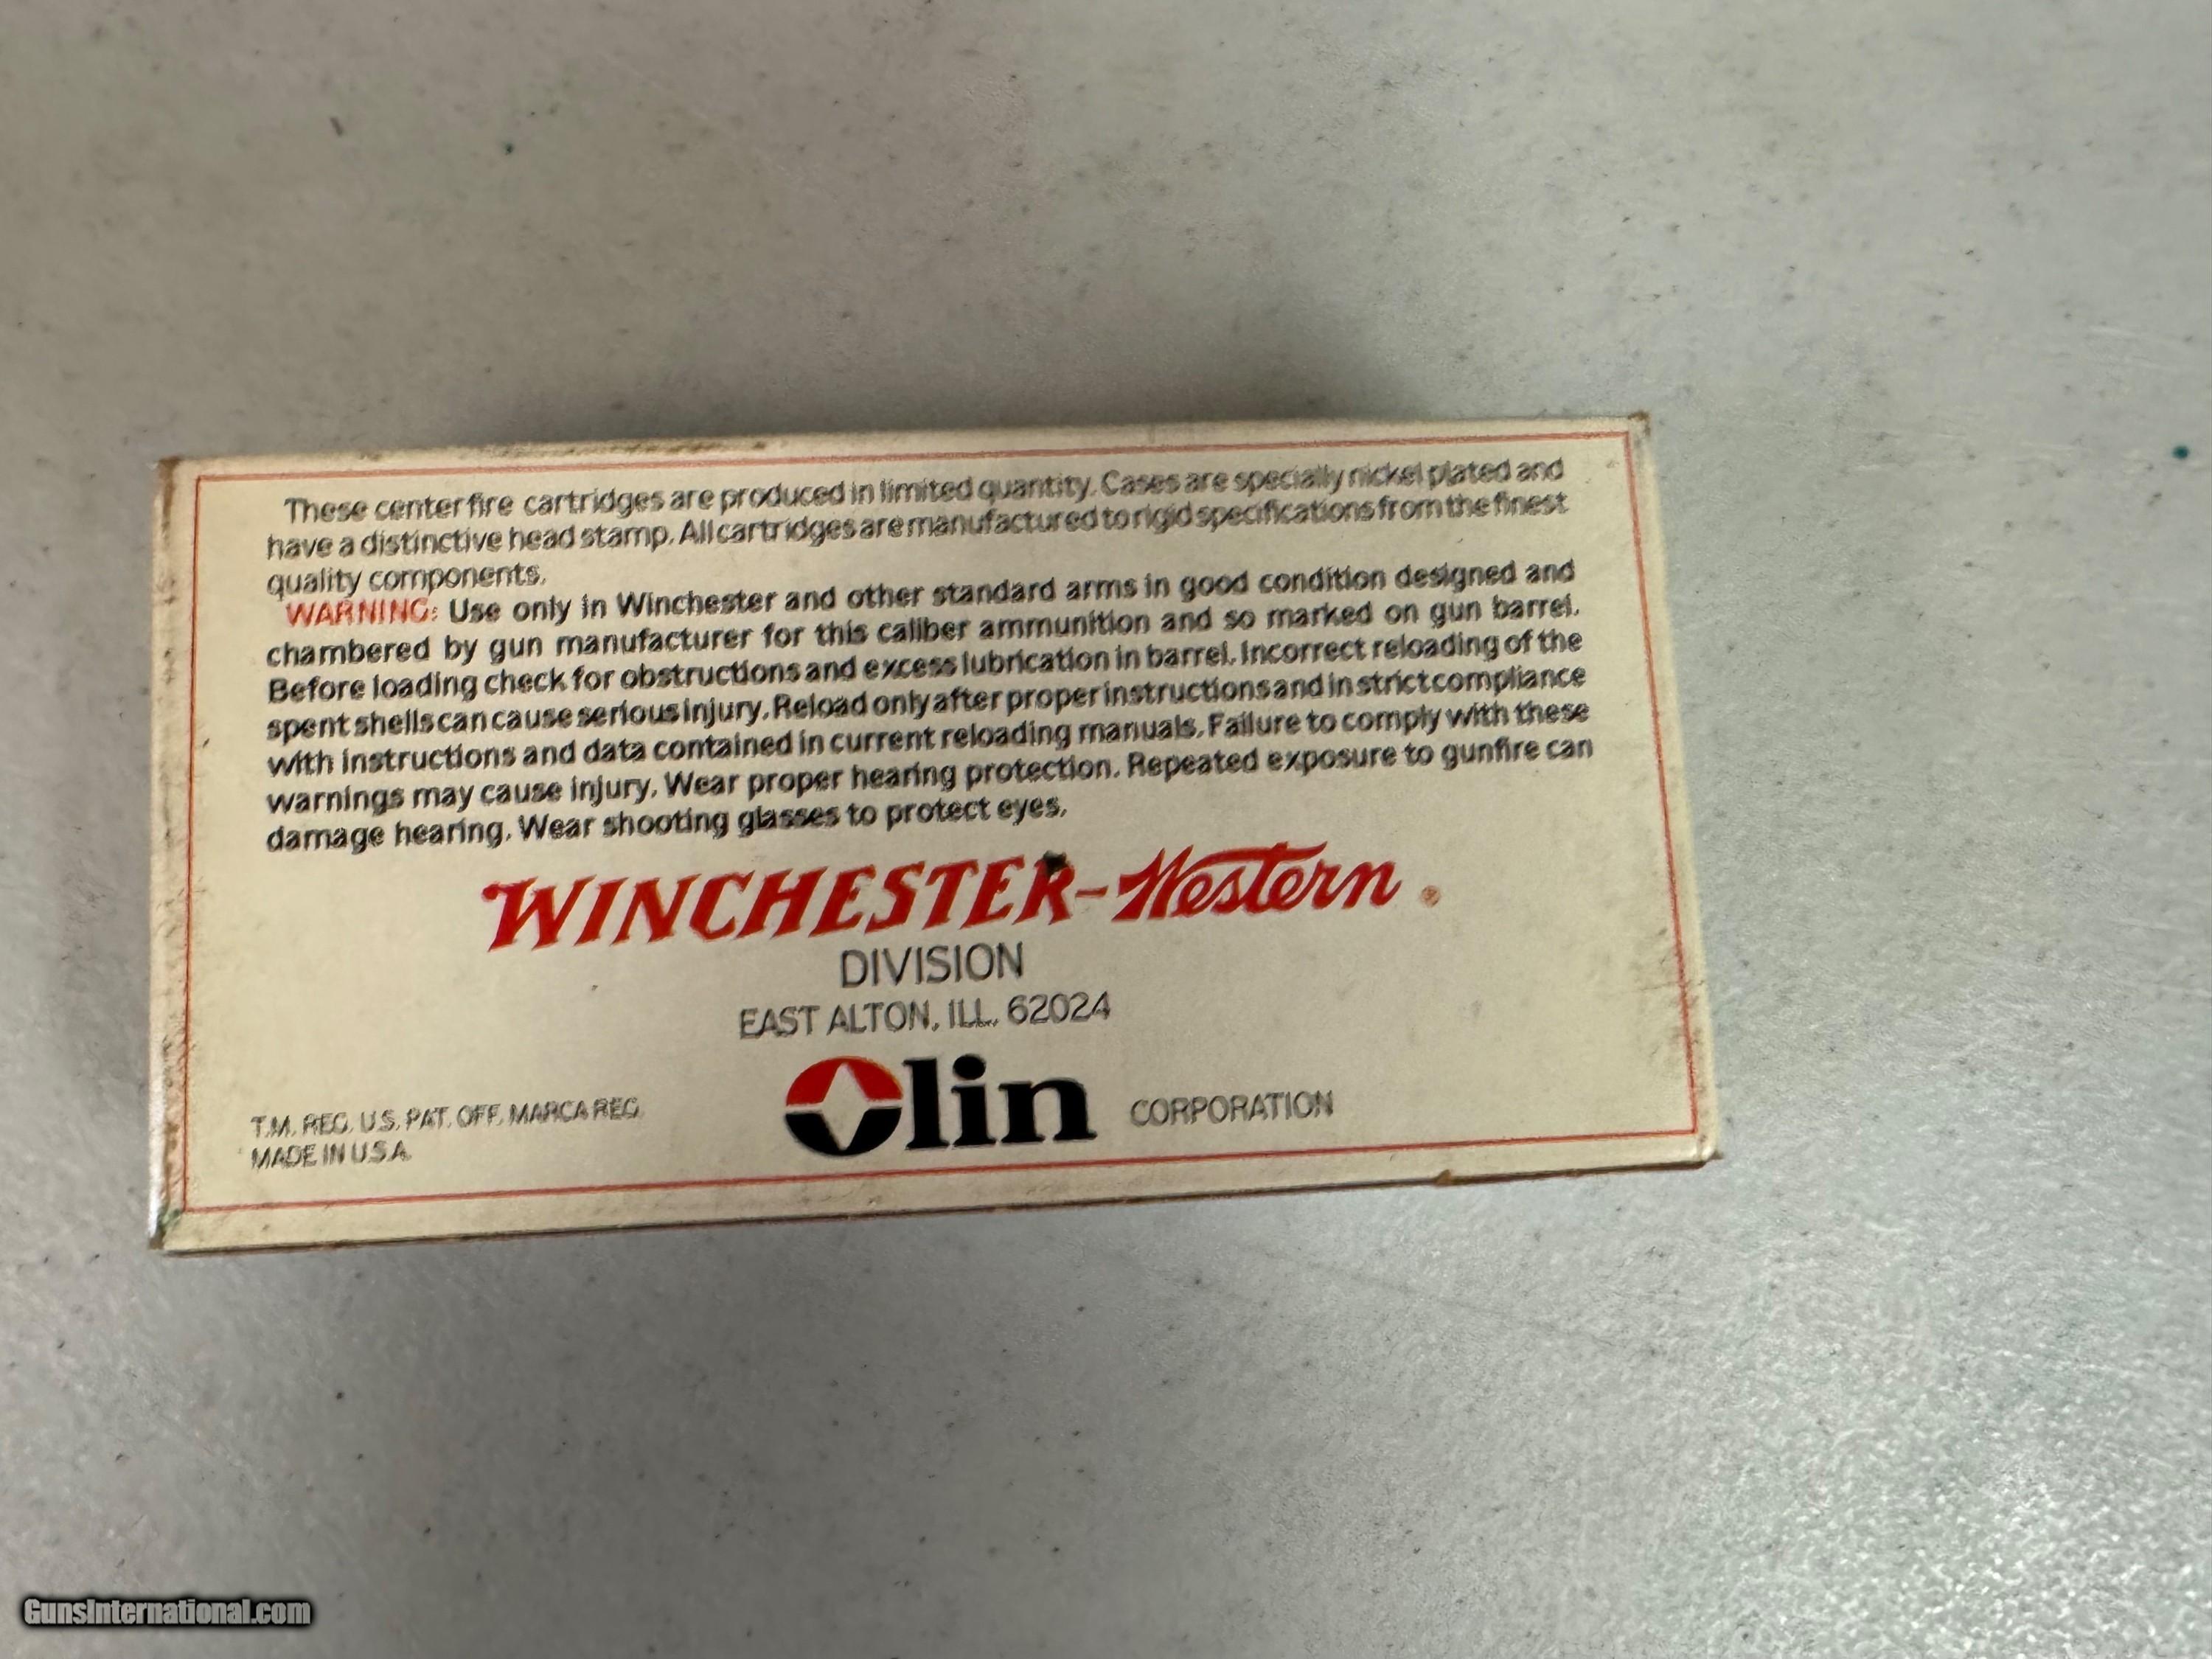 These centerfire cartridges are produced in limited quantity. Cases are specially nickel plated and
have a distinctive head stamp. All cartridges are manufactured to rigid specifications from the finest
quality components.
WARNING: Use only in Winchester and other standard arms in good condition designed and
chambered by gun manufacturer for this caliber ammunition and so marked on gun barrel.
Before loading check for obstructions and excess lubrication in barrel. Incorrect reloading of the
spent shells can cause serious injury. Reload only after proper instructions and in strict compliance
with instructions and data contained in current reloading manuals. Failure to comply with these
warnings may cause injury. Wear proper hearing protection. Repeated exposure to gunfire can
damage hearing. Wear shooting glasses to protect eyes.
WINCHESTER-Western ®
DIVISION
EAST ALTON, ILL. 62024
Olin CORPORATION
T.M. REG. U.S. PAT. OFF. MARCA REG.
MADE IN U.S.A.
GunsInternational.com